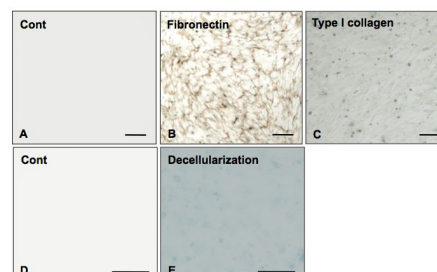 Cont Fibronectin Type I collagen
A B C
Cont Decellularization
D E